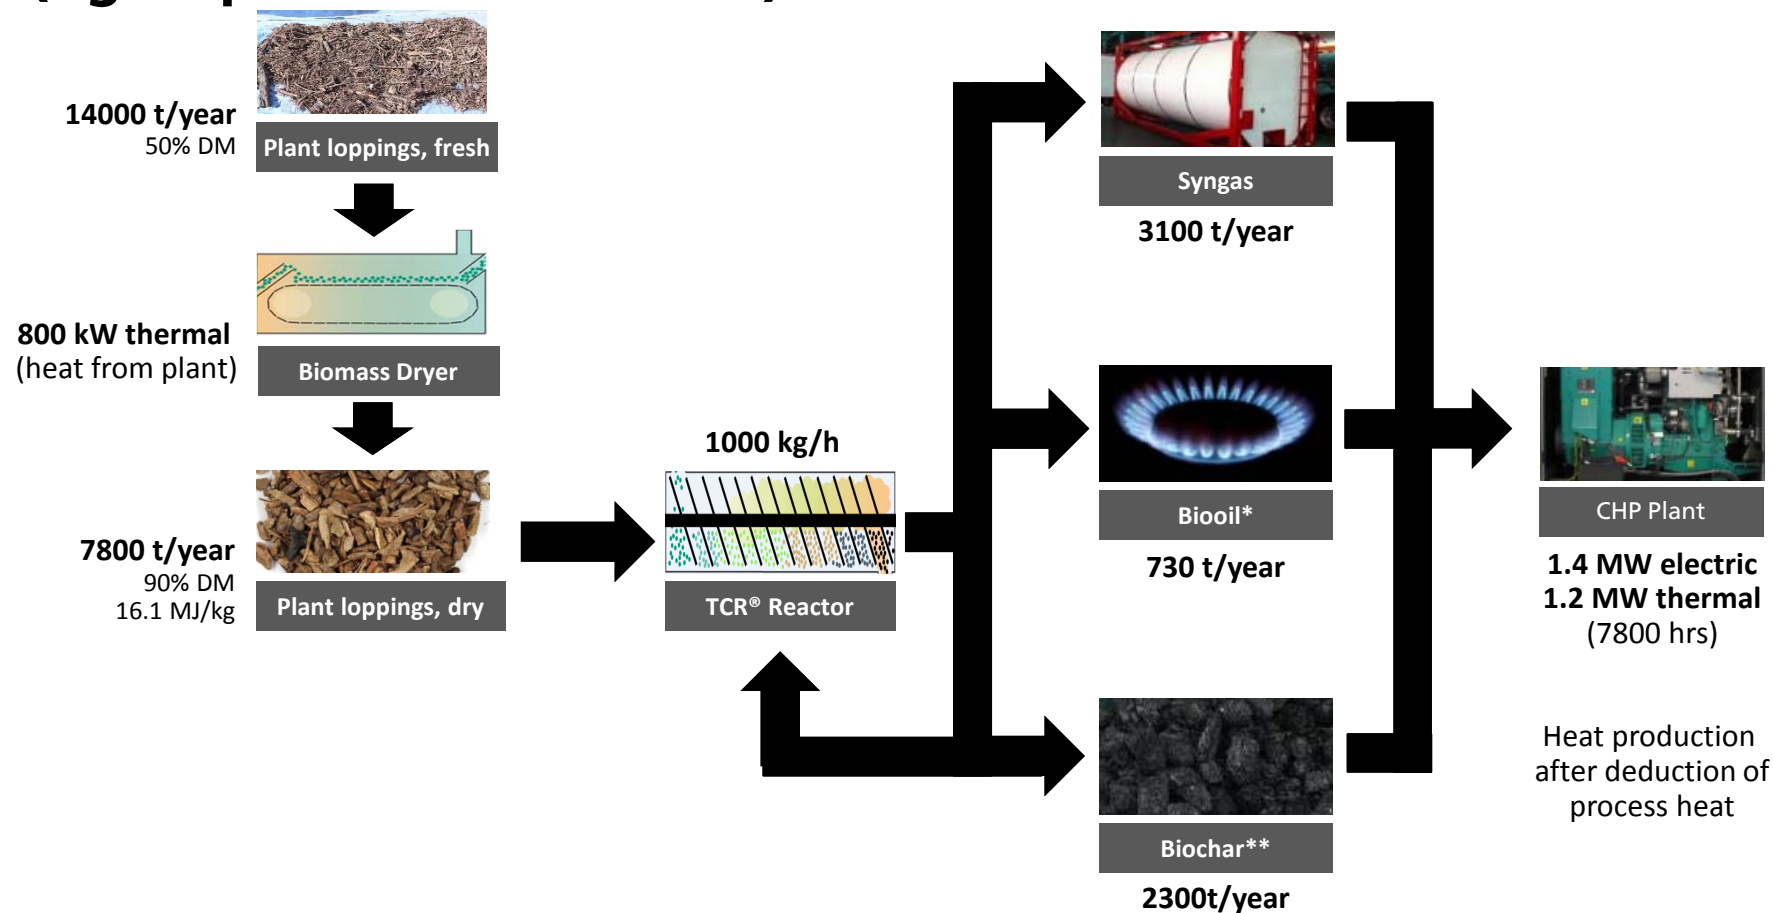 14000 t/year
50% DM
Plant loppings, fresh
800 kW thermal
(heat from plant)
Biomass Dryer
7800 t/year
90% DM
16.1 MJ/kg
Plant loppings, dry
1000 kg/h
TCR® Reactor
Syngas
3100 t/year
Biooil*
730 t/year
Biochar**
2300t/year
CHP Plant
1.4 MW electric
1.2 MW thermal
(7800 hrs)
Heat production
after deduction of
process heat